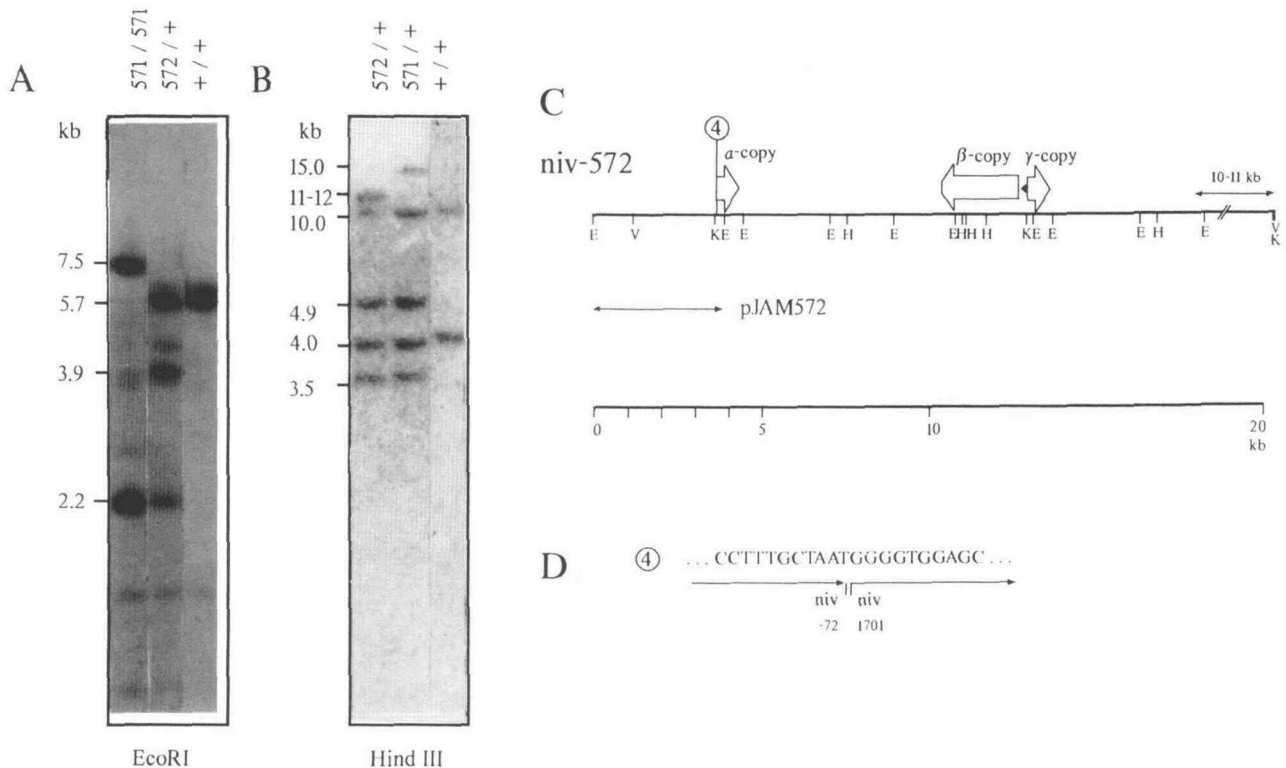 A
571 / 571
572 / +
+ / +
kb
7.5
5.7
3.9
2.2
EcoRI
B
572 / +
571 / +
+ / +
kb
15.0
11-12
10.0
4.9
4.0
3.5
Hind III
C
niv-572
④
α-copy
β-copy
γ-copy
10-11 kb
E V K E E E H E E H H H K E E E H E V K
pJAM572
0 5 10 20
kb
D
④ ... CCTTTGCTAATGGGGTGGAGC ...
niv niv
-72 1701